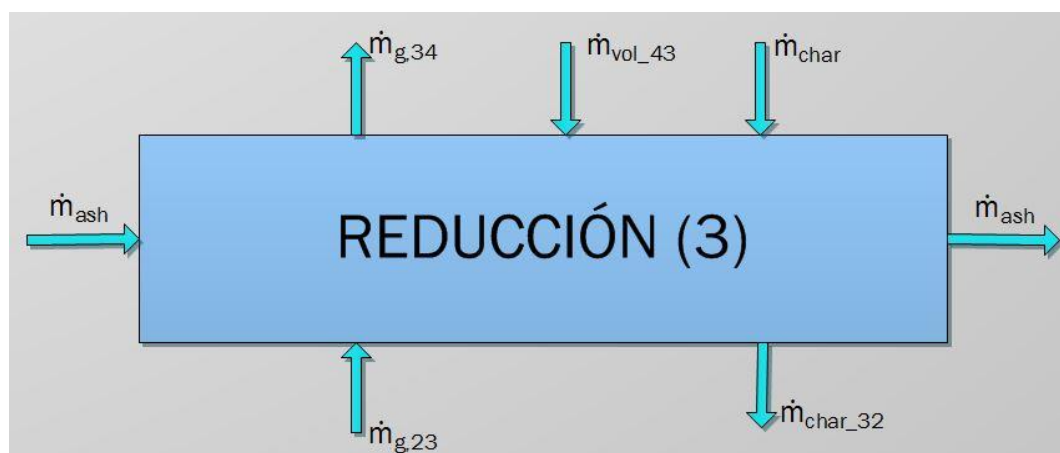 ṁg,34
ṁvol_43
ṁchar
ṁash
REDUCCIÓN (3)
ṁash
ṁg,23
ṁchar_32